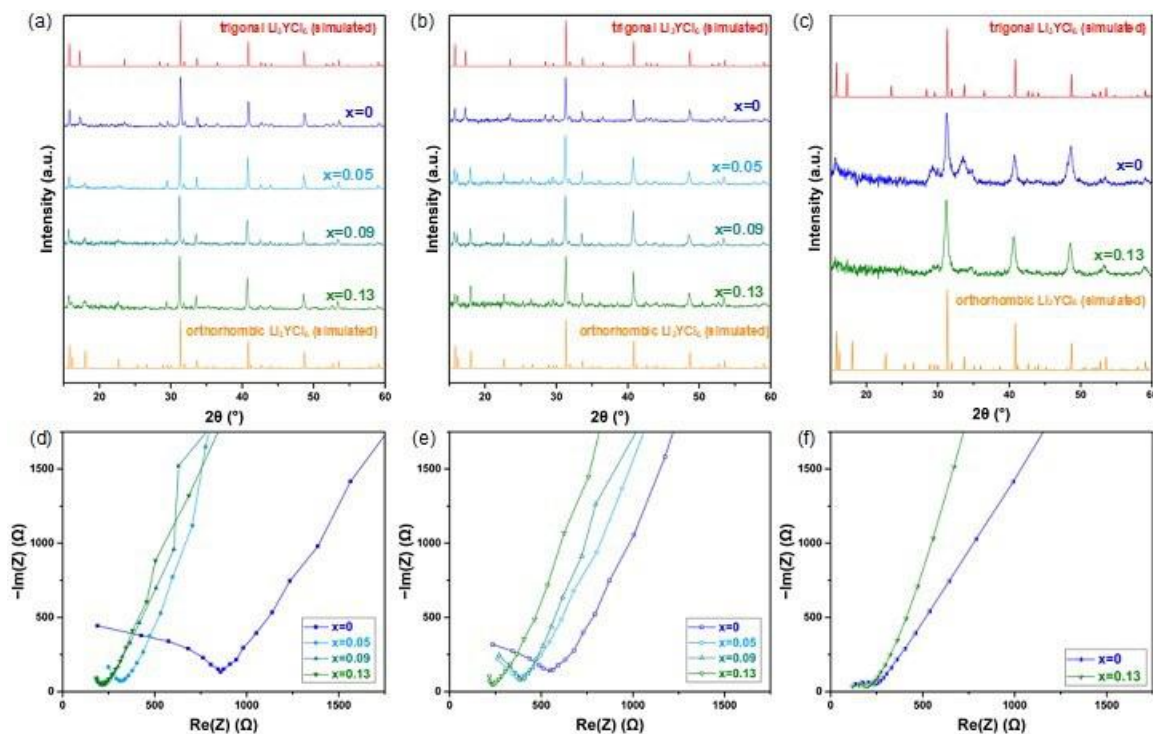 (a)
trigonal Li₃YCl₆ (simulated)
x=0
x=0.05
x=0.09
x=0.13
orthorhombic Li₃YCl₆ (simulated)
Intensity (a.u.)
20 30 40 50 60
2θ (°)
(b)
trigonal Li₃YCl₆ (simulated)
x=0
x=0.05
x=0.09
x=0.13
orthorhombic Li₃YCl₆ (simulated)
Intensity (a.u.)
20 30 40 50 60
2θ (°)
(c)
trigonal Li₃YCl₆ (simulated)
x=0
x=0.13
orthorhombic Li₃YCl₆ (simulated)
Intensity (a.u.)
20 30 40 50 60
2θ (°)
(d)
1500
1000
500
0
−Im(Z) (Ω)
x=0
x=0.05
x=0.09
x=0.13
0 500 1000 1500
Re(Z) (Ω)
(e)
1500
1000
500
0
−Im(Z) (Ω)
x=0
x=0.05
x=0.09
x=0.13
0 500 1000 1500
Re(Z) (Ω)
(f)
1500
1000
500
0
−Im(Z) (Ω)
x=0
x=0.13
0 500 1000 1500
Re(Z) (Ω)